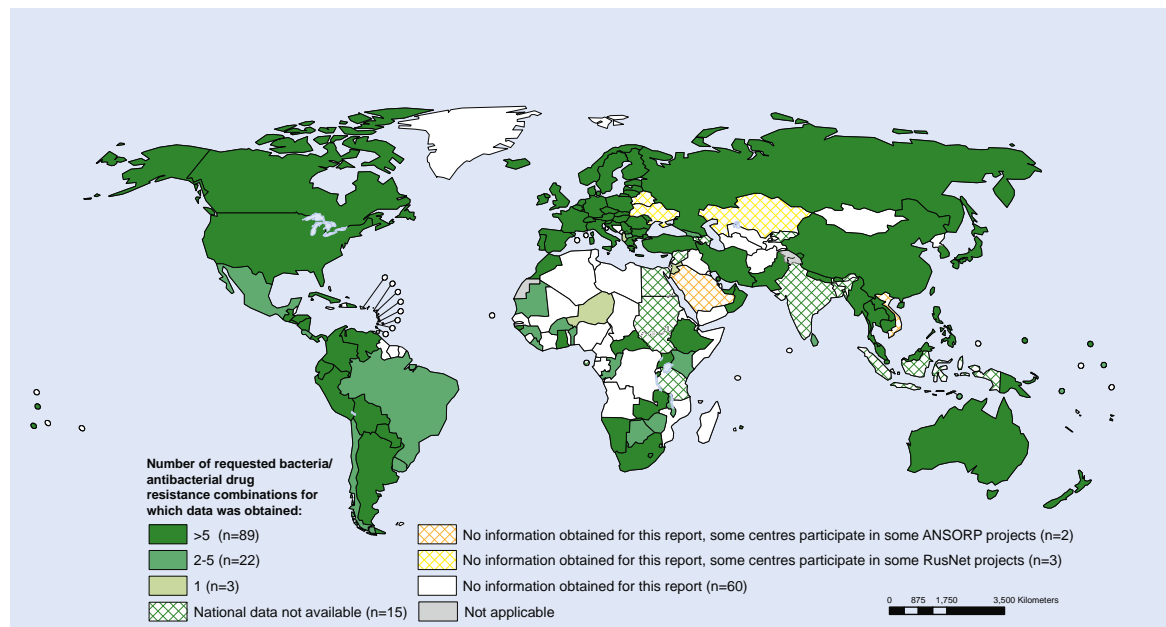 Number of requested bacteria/
antibacterial drug
resistance combinations for
which data was obtained:
>5 (n=89)
2-5 (n=22)
1 (n=3)
National data not available (n=15)
No information obtained for this report, some centres participate in some ANSORP projects (n=2)
No information obtained for this report, some centres participate in some RusNet projects (n=3)
No information obtained for this report (n=60)
Not applicable
0 875 1,750 3,500 Kilometers